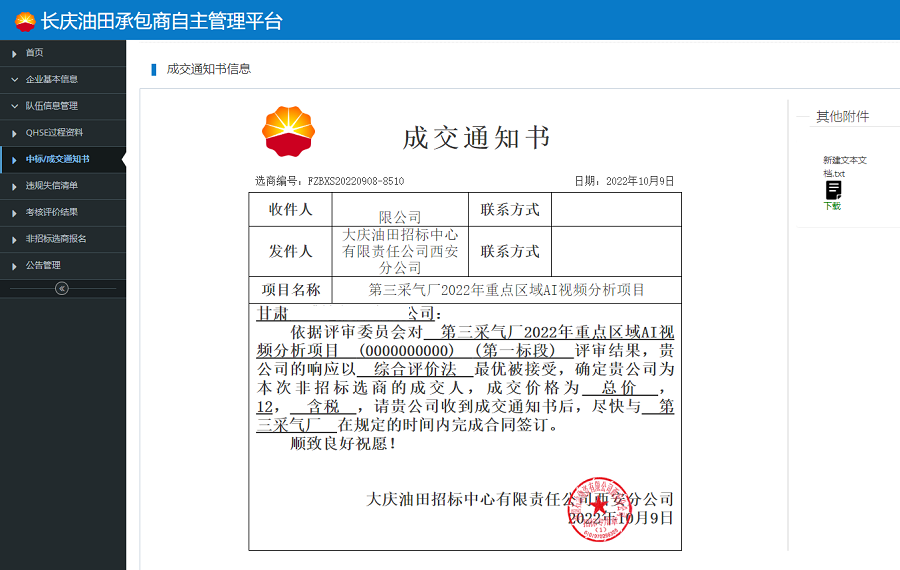 长庆油田承包商自主管理平台
首页
企业基本信息
队伍信息管理
QHSE过程资料
中标/成交通知书
违规失信清单
考核评价结果
非招标选商报名
公告管理
成交通知书信息
成交通知书
选商编号：FZBXS20220908-8510
日期：2022年10月9日
收件人
限公司
联系方式
发件人
大庆油田招标中心
有限责任公司西安
分公司
联系方式
项目名称
第三采气厂2022年重点区域AI视频分析项目
甘肃 公司：
依据评审委员会对 第三采气厂2022年重点区域AI视
频分析项目 (0000000000) (第一标段) 评审结果，贵
公司的响应以 综合评价法 最优被接受，确定贵公司为
本次非招标选商的成交人，成交价格为 总价 ，
12， 含税 ，请贵公司收到成交通知书后，尽快与 第
三采气厂 在规定的时间内完成合同签订。
顺致良好祝愿！
大庆油田招标中心有限责任公司西安分公司
2022年10月9日
其他附件
新建文本文
档.txt
下载